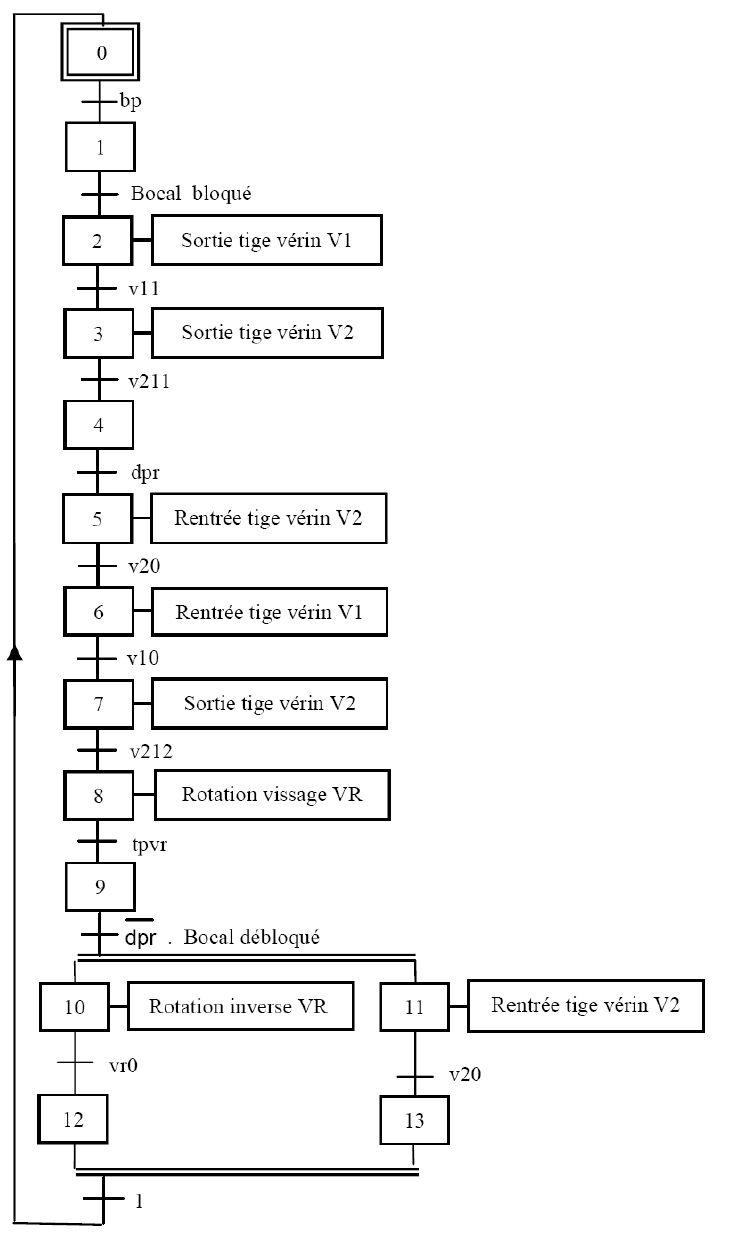 0
bp
1
Bocal bloqué
2 Sortie tige vérin V1
v11
3 Sortie tige vérin V2
v211
4
dpr
5 Rentrée tige vérin V2
v20
6 Rentrée tige vérin V1
v10
7 Sortie tige vérin V2
v212
8 Rotation vissage VR
tpvr
9
d̅p̅r̅ . Bocal débloqué
10 Rotation inverse VR 11 Rentrée tige vérin V2
vr0 v20
12 13
1